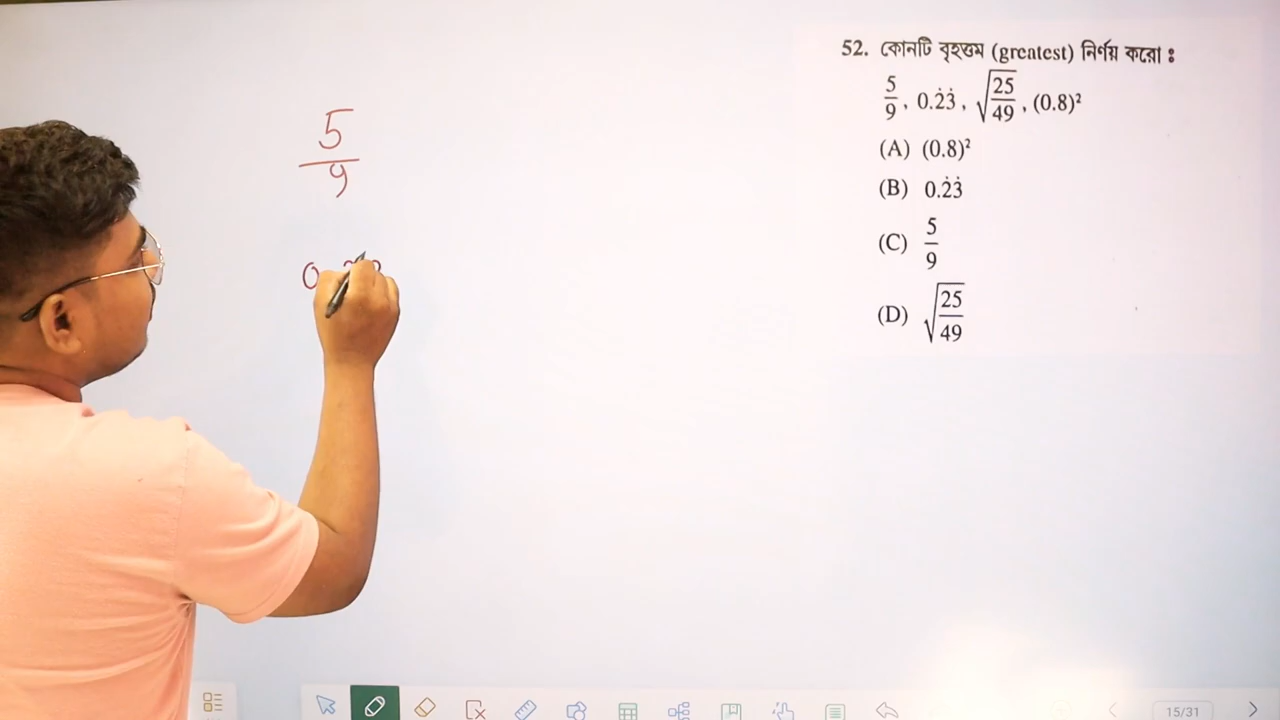 52. কোনটি বৃহত্তম (greatest) নির্ণয় করো ঃ
5/9, 0.2̇3̇, √(25/49), (0.8)²
(A) (0.8)²
(B) 0.2̇3̇
(C) 5/9
(D) √(25/49)
5/9
15/31